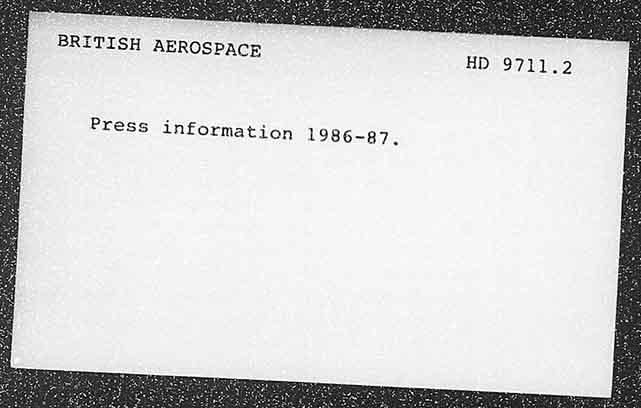 BRITISH AEROSPACE HD 9711.2
Press information 1986-87.